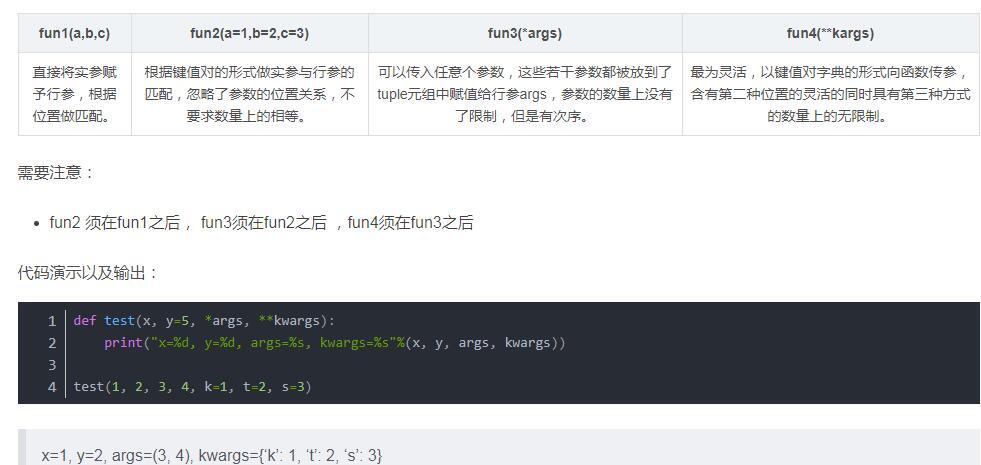 fun1(a,b,c) fun2(a=1,b=2,c=3) fun3(*args) fun4(**kargs)
直接将实参赋
予行参，根据
位置做匹配。
根据键值对的形式做实参与行参的
匹配，忽略了参数的位置关系，不
要求数量上的相等。
可以传入任意个参数，这些若干参数都被放到了
tuple元组中赋值给行参args，参数的数量上没有
了限制，但是有次序。
最为灵活，以键值对字典的形式向函数传参，
含有第二种位置的灵活的同时具有第三种方式
的数量上的无限制。
需要注意：
• fun2 须在fun1之后， fun3须在fun2之后 ，fun4须在fun3之后
代码演示以及输出：
1 def test(x, y=5, *args, **kwargs):
2 print("x=%d, y=%d, args=%s, kwargs=%s"%(x, y, args, kwargs))
3
4 test(1, 2, 3, 4, k=1, t=2, s=3)
x=1, y=2, args=(3, 4), kwargs={‘k’: 1, ‘t’: 2, ‘s’: 3}